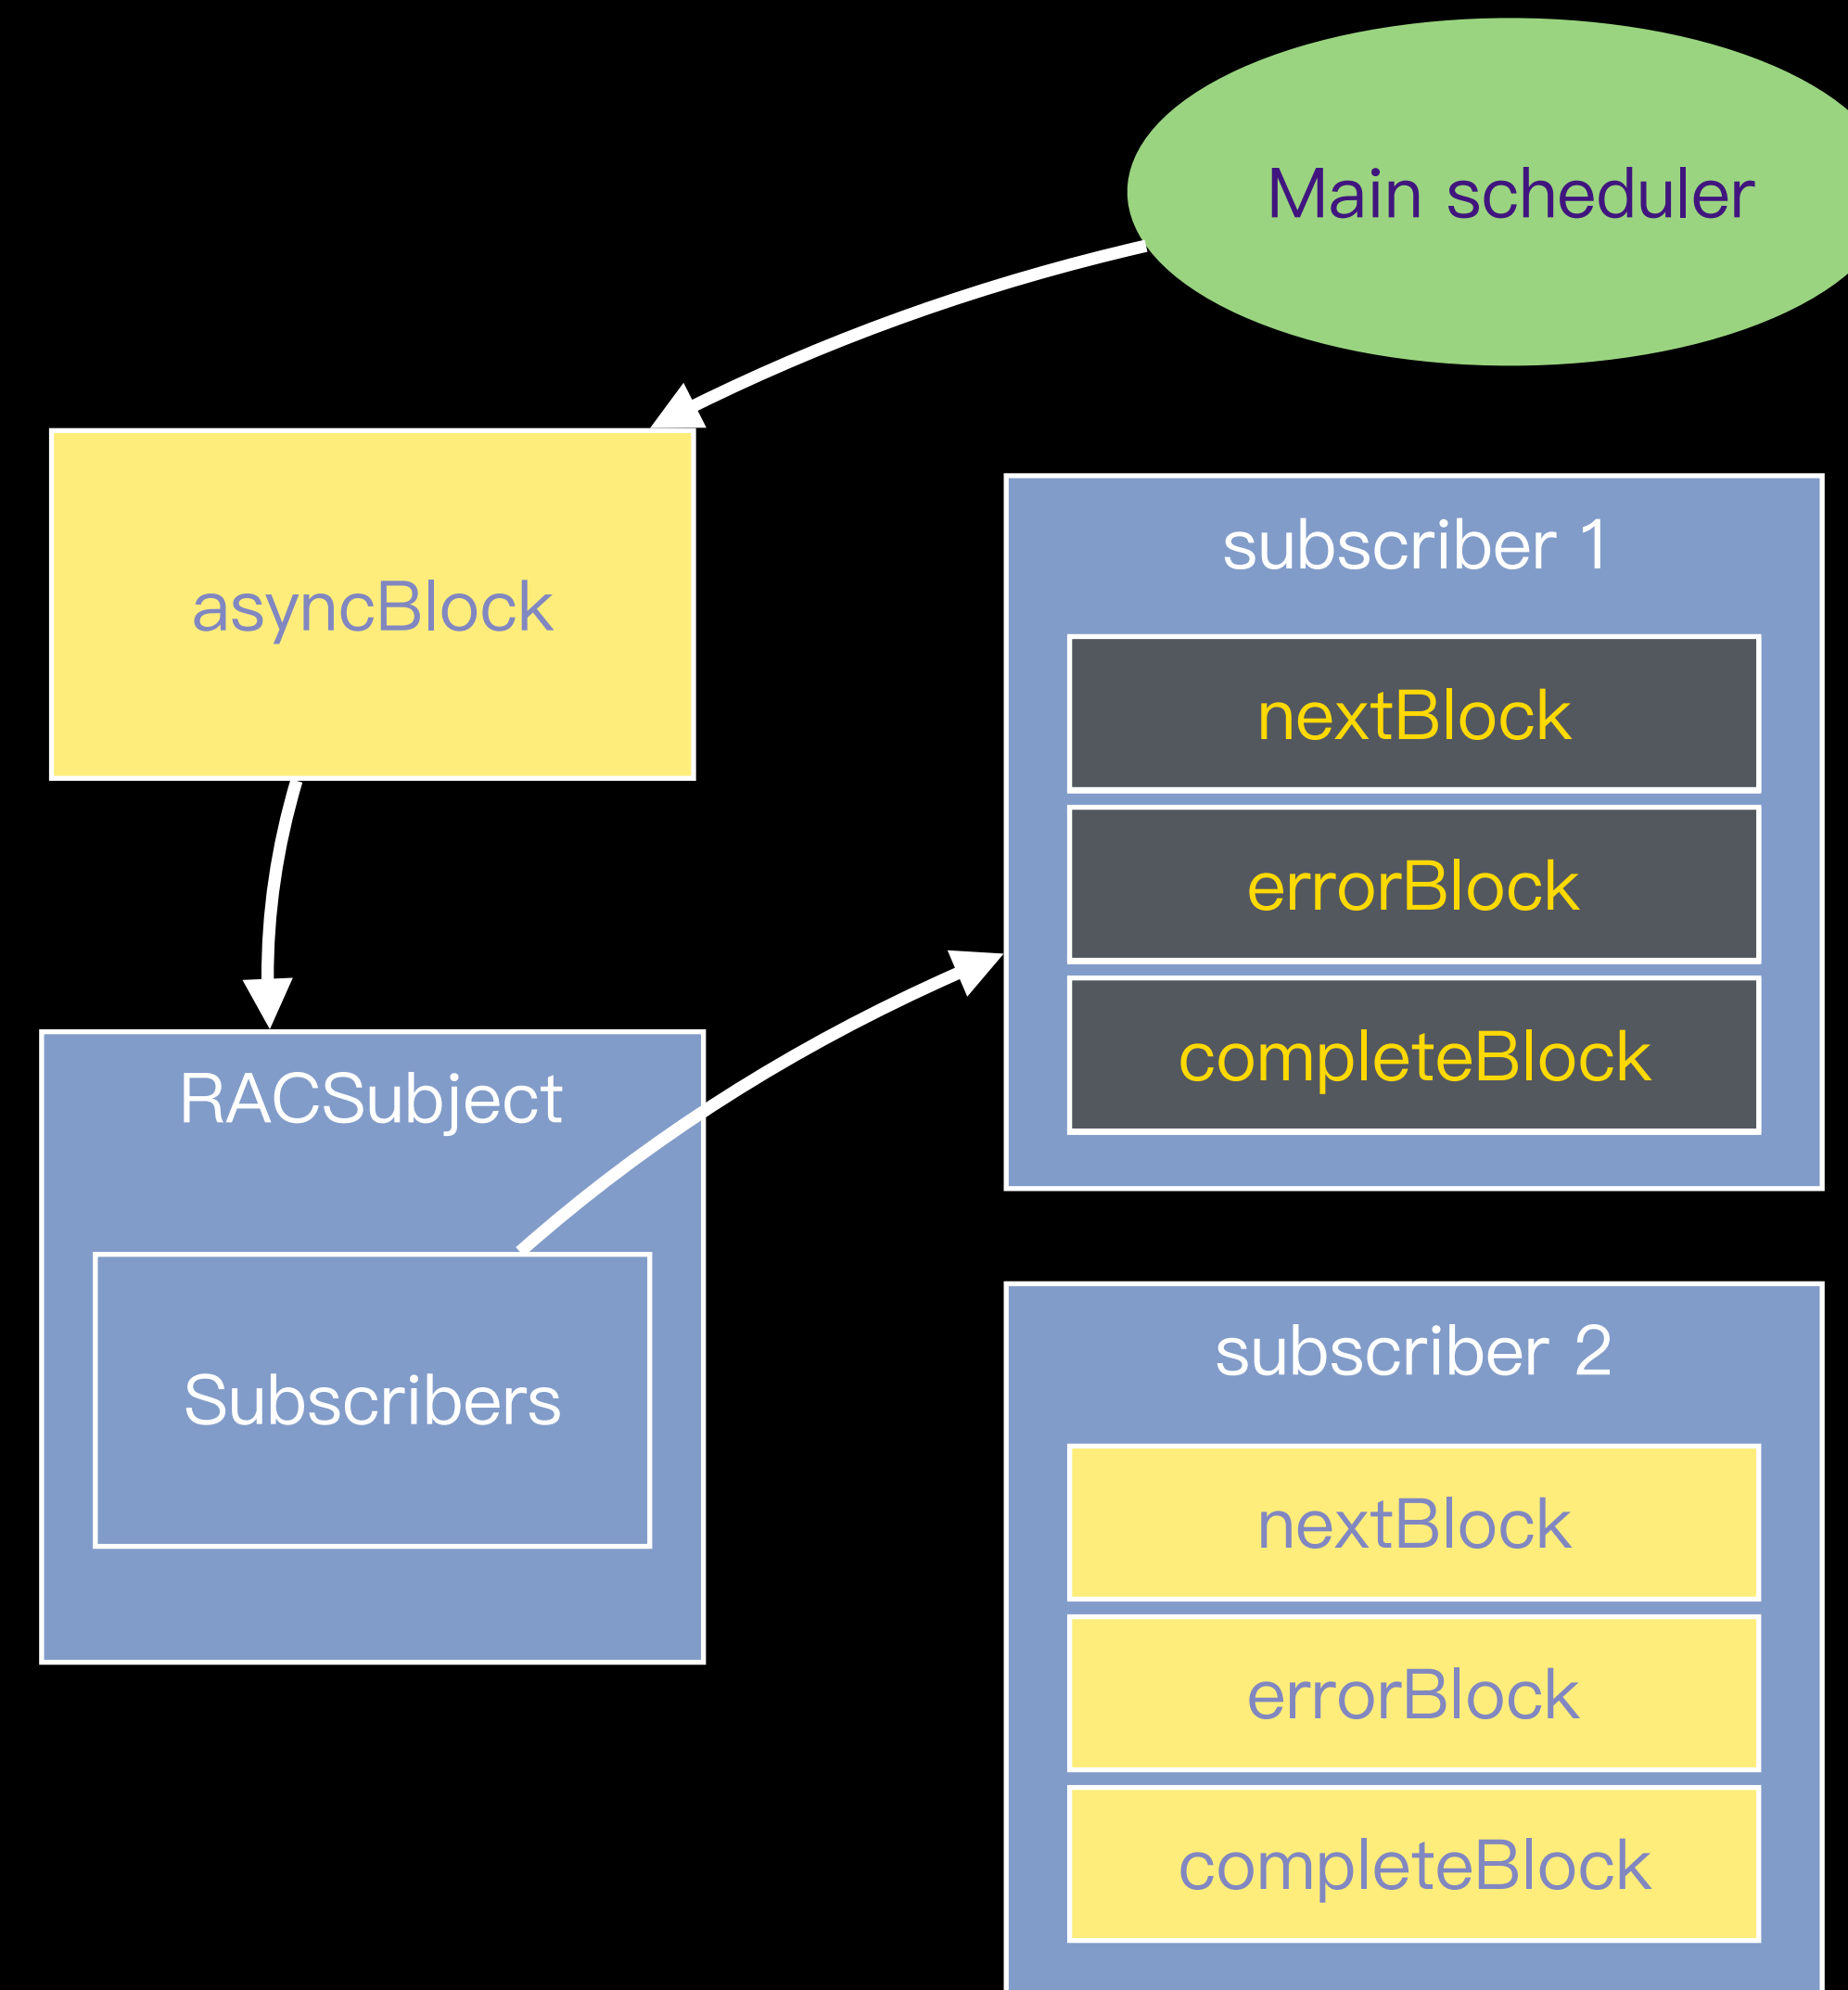 Main scheduler
asyncBlock
subscriber 1
nextBlock
errorBlock
completeBlock
RACSubject
Subscribers
subscriber 2
nextBlock
errorBlock
completeBlock